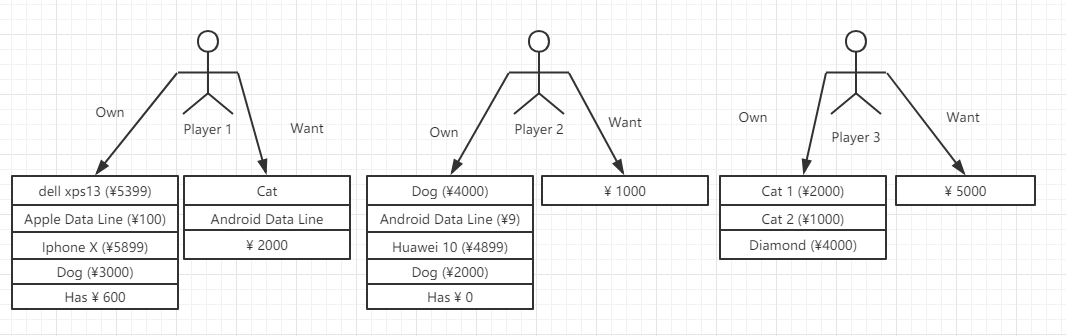 Player 1
Own
Want
dell xps13 (¥5399)
Apple Data Line (¥100)
Iphone X (¥5899)
Dog (¥3000)
Has ¥ 600
Cat
Android Data Line
¥ 2000
Player 2
Own
Want
Dog (¥4000)
Android Data Line (¥9)
Huawei 10 (¥4899)
Dog (¥2000)
Has ¥ 0
¥ 1000
Player 3
Own
Want
Cat 1 (¥2000)
Cat 2 (¥1000)
Diamond (¥4000)
¥ 5000